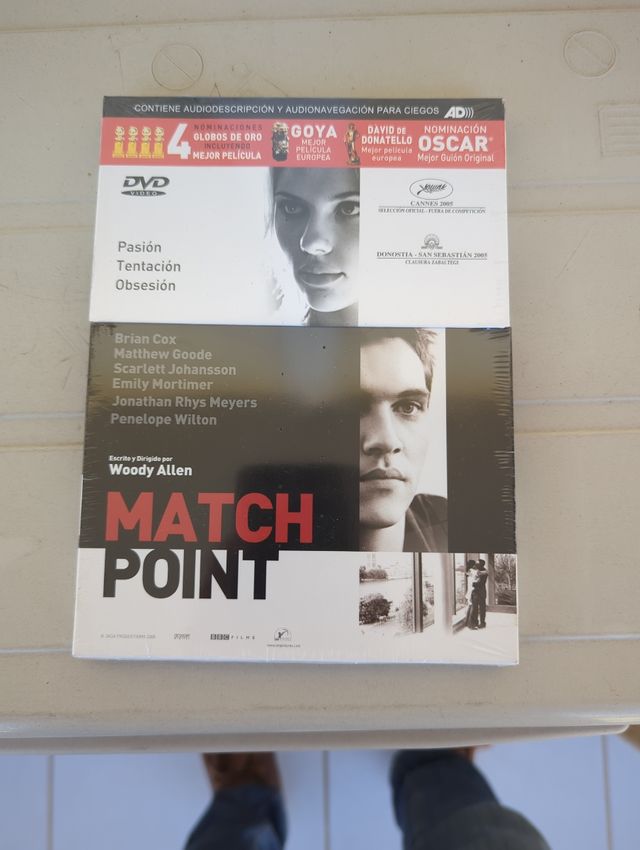 CONTIENE AUDIODESCRIPCIÓN Y AUDIONAVEGACIÓN PARA CIEGOS AD)))
4
NOMINACIONES
GLOBOS DE ORO
INCLUYENDO
MEJOR PELÍCULA
GOYA
MEJOR
PELÍCULA
EUROPEA
DAVID DE
DONATELLO
Mejor película
europea
NOMINACIÓN
OSCAR
Mejor Guión Original
DVD
VIDEO
CANNES 2005
SELECCIÓN OFICIAL - FUERA DE COMPETICIÓN
DONOSTIA - SAN SEBASTIÁN 2005
CLAUSURA ZABALTEGI
Pasión
Tentación
Obsesión
Brian Cox
Matthew Goode
Scarlett Johansson
Emily Mortimer
Jonathan Rhys Meyers
Penelope Wilton
Escrito y Dirigido por
Woody Allen
MATCH
POINT
BBC FILMS